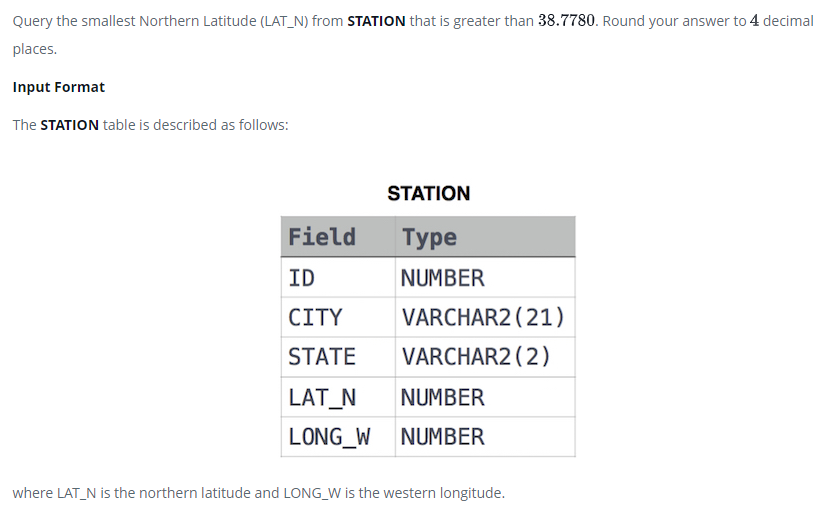 Query the smallest Northern Latitude (LAT_N) from STATION that is greater than 38.7780. Round your answer to 4 decimal
places.
Input Format
The STATION table is described as follows:
STATION
Field Type
ID NUMBER
CITY VARCHAR2(21)
STATE VARCHAR2(2)
LAT_N NUMBER
LONG_W NUMBER
where LAT_N is the northern latitude and LONG_W is the western longitude.